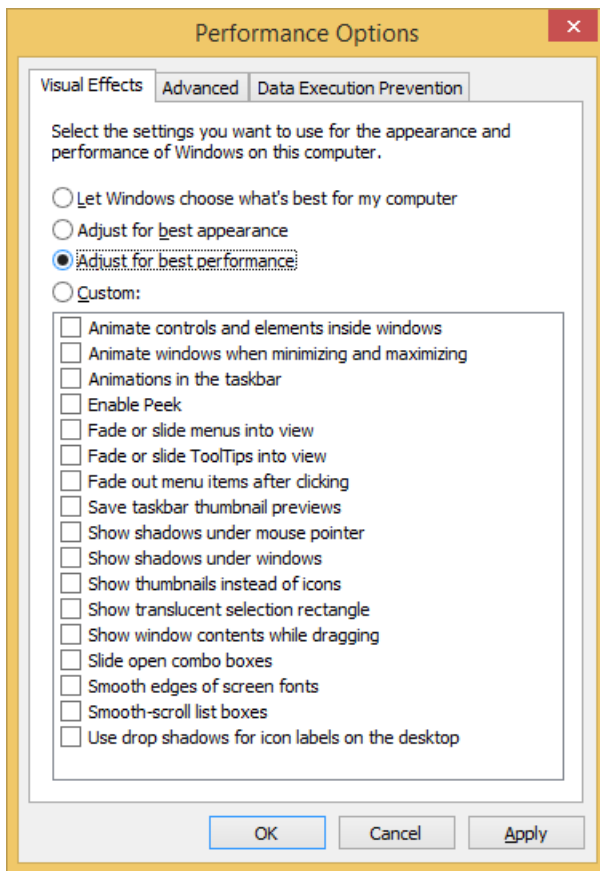 Performance Options
Visual Effects
Advanced
Data Execution Prevention
Select the settings you want to use for the appearance and
performance of Windows on this computer.
Let Windows choose what's best for my computer
Adjust for best appearance
Adjust for best performance
Custom:
Animate controls and elements inside windows
Animate windows when minimizing and maximizing
Animations in the taskbar
Enable Peek
Fade or slide menus into view
Fade or slide ToolTips into view
Fade out menu items after clicking
Save taskbar thumbnail previews
Show shadows under mouse pointer
Show shadows under windows
Show thumbnails instead of icons
Show translucent selection rectangle
Show window contents while dragging
Slide open combo boxes
Smooth edges of screen fonts
Smooth-scroll list boxes
Use drop shadows for icon labels on the desktop
OK
Cancel
Apply